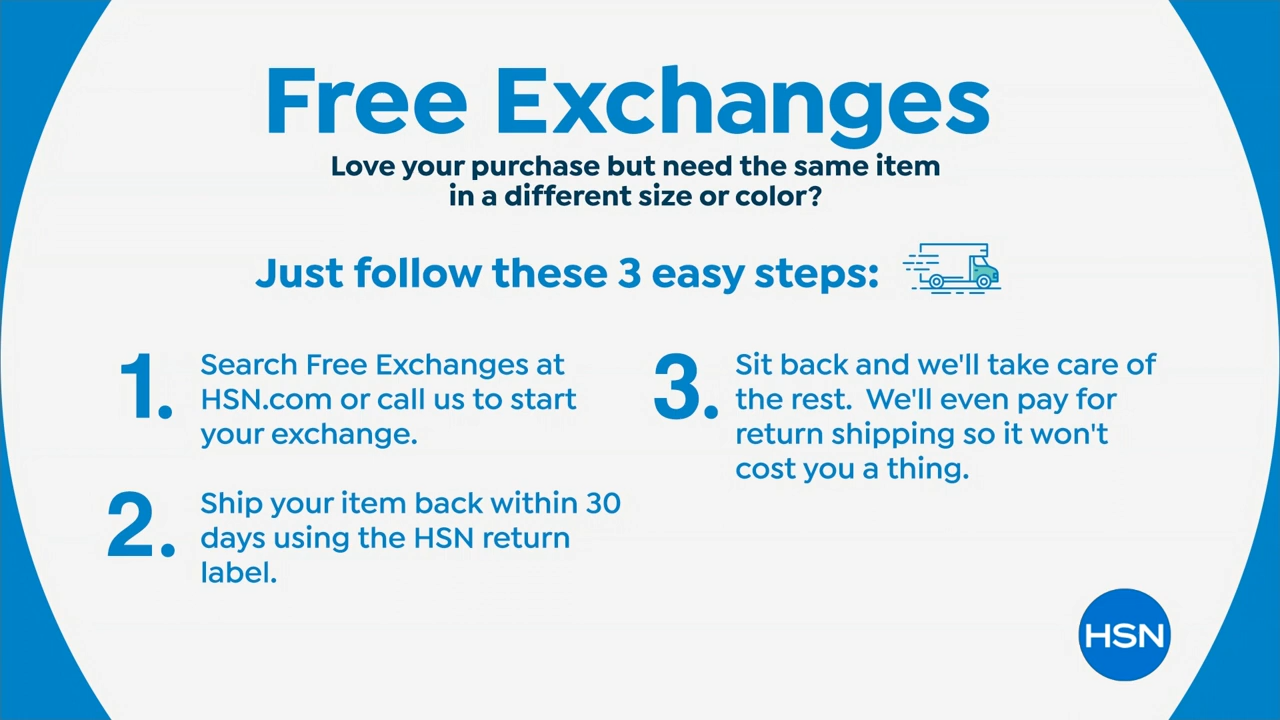 Free Exchanges
Love your purchase but need the same item
in a different size or color?
Just follow these 3 easy steps:
1. Search Free Exchanges at
HSN.com or call us to start
your exchange.
2. Ship your item back within 30
days using the HSN return
label.
3. Sit back and we'll take care of
the rest.  We'll even pay for
return shipping so it won't
cost you a thing.
HSN